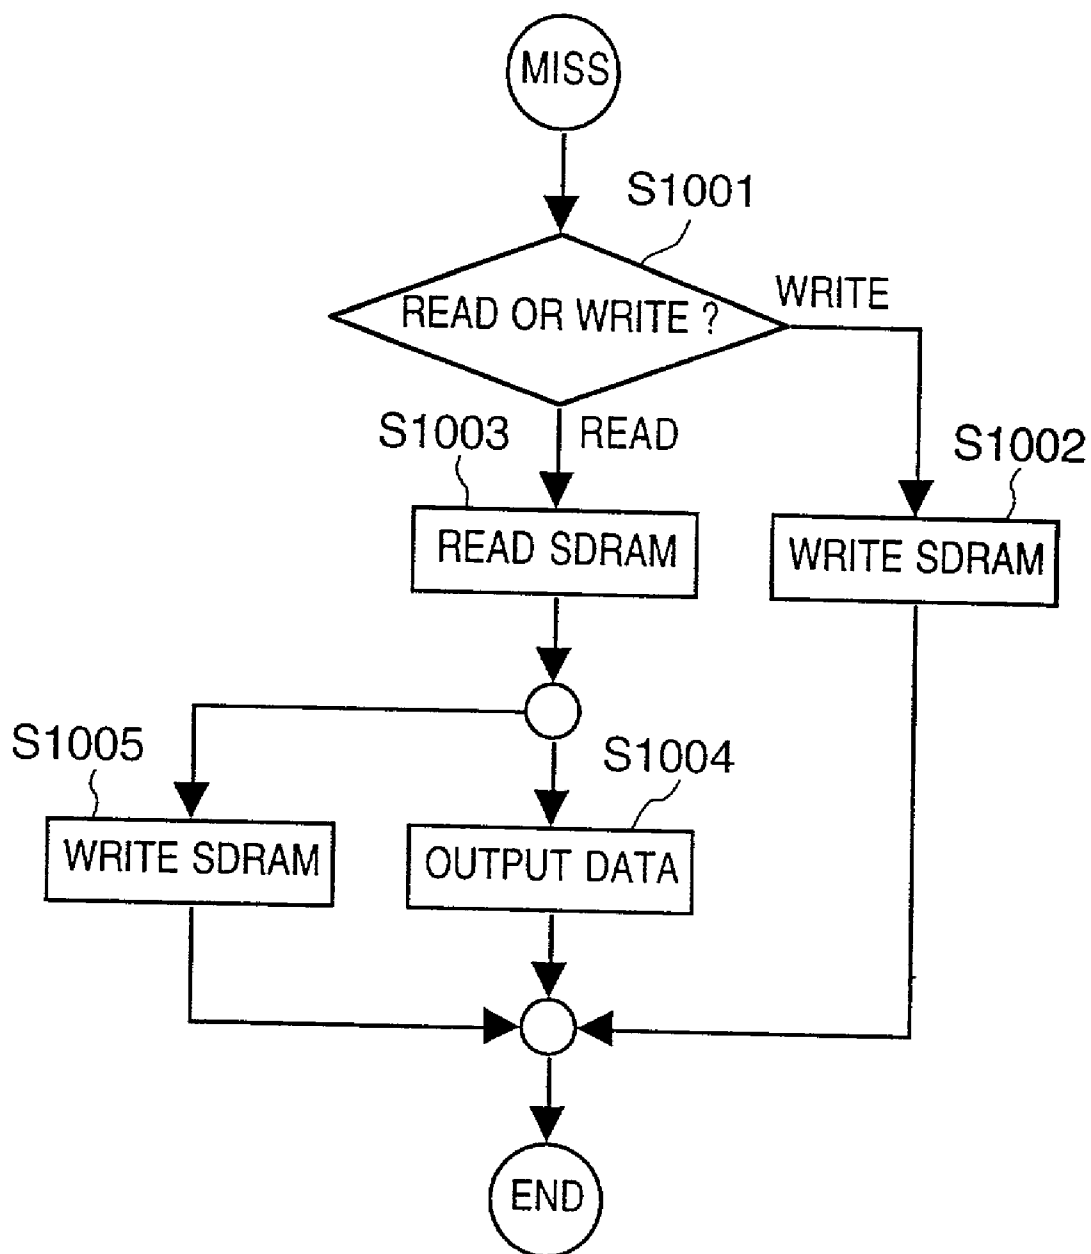 MISS
S1001
READ OR WRITE ?
WRITE
READ
S1003
S1002
READ SDRAM
WRITE SDRAM
S1005
S1004
WRITE SDRAM
OUTPUT DATA
END